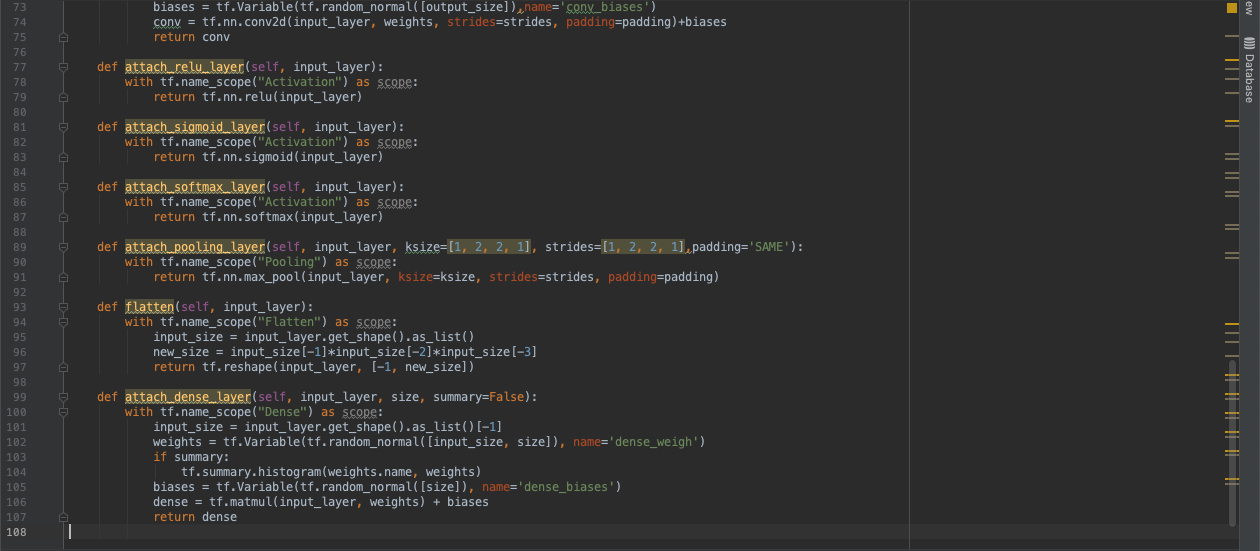 73 biases = tf.Variable(tf.random_normal([output_size]),name='conv_biases')
74 conv = tf.nn.conv2d(input_layer, weights, strides=strides, padding=padding)+biases
75 return conv
76
77 def attach_relu_layer(self, input_layer):
78 with tf.name_scope("Activation") as scope:
79 return tf.nn.relu(input_layer)
80
81 def attach_sigmoid_layer(self, input_layer):
82 with tf.name_scope("Activation") as scope:
83 return tf.nn.sigmoid(input_layer)
84
85 def attach_softmax_layer(self, input_layer):
86 with tf.name_scope("Activation") as scope:
87 return tf.nn.softmax(input_layer)
88
89 def attach_pooling_layer(self, input_layer, ksize=[1, 2, 2, 1], strides=[1, 2, 2, 1],padding='SAME'):
90 with tf.name_scope("Pooling") as scope:
91 return tf.nn.max_pool(input_layer, ksize=ksize, strides=strides, padding=padding)
92
93 def flatten(self, input_layer):
94 with tf.name_scope("Flatten") as scope:
95 input_size = input_layer.get_shape().as_list()
96 new_size = input_size[-1]*input_size[-2]*input_size[-3]
97 return tf.reshape(input_layer, [-1, new_size])
98
99 def attach_dense_layer(self, input_layer, size, summary=False):
100 with tf.name_scope("Dense") as scope:
101 input_size = input_layer.get_shape().as_list()[-1]
102 weights = tf.Variable(tf.random_normal([input_size, size]), name='dense_weigh')
103 if summary:
104 tf.summary.histogram(weights.name, weights)
105 biases = tf.Variable(tf.random_normal([size]), name='dense_biases')
106 dense = tf.matmul(input_layer, weights) + biases
107 return dense
108
ew
Database